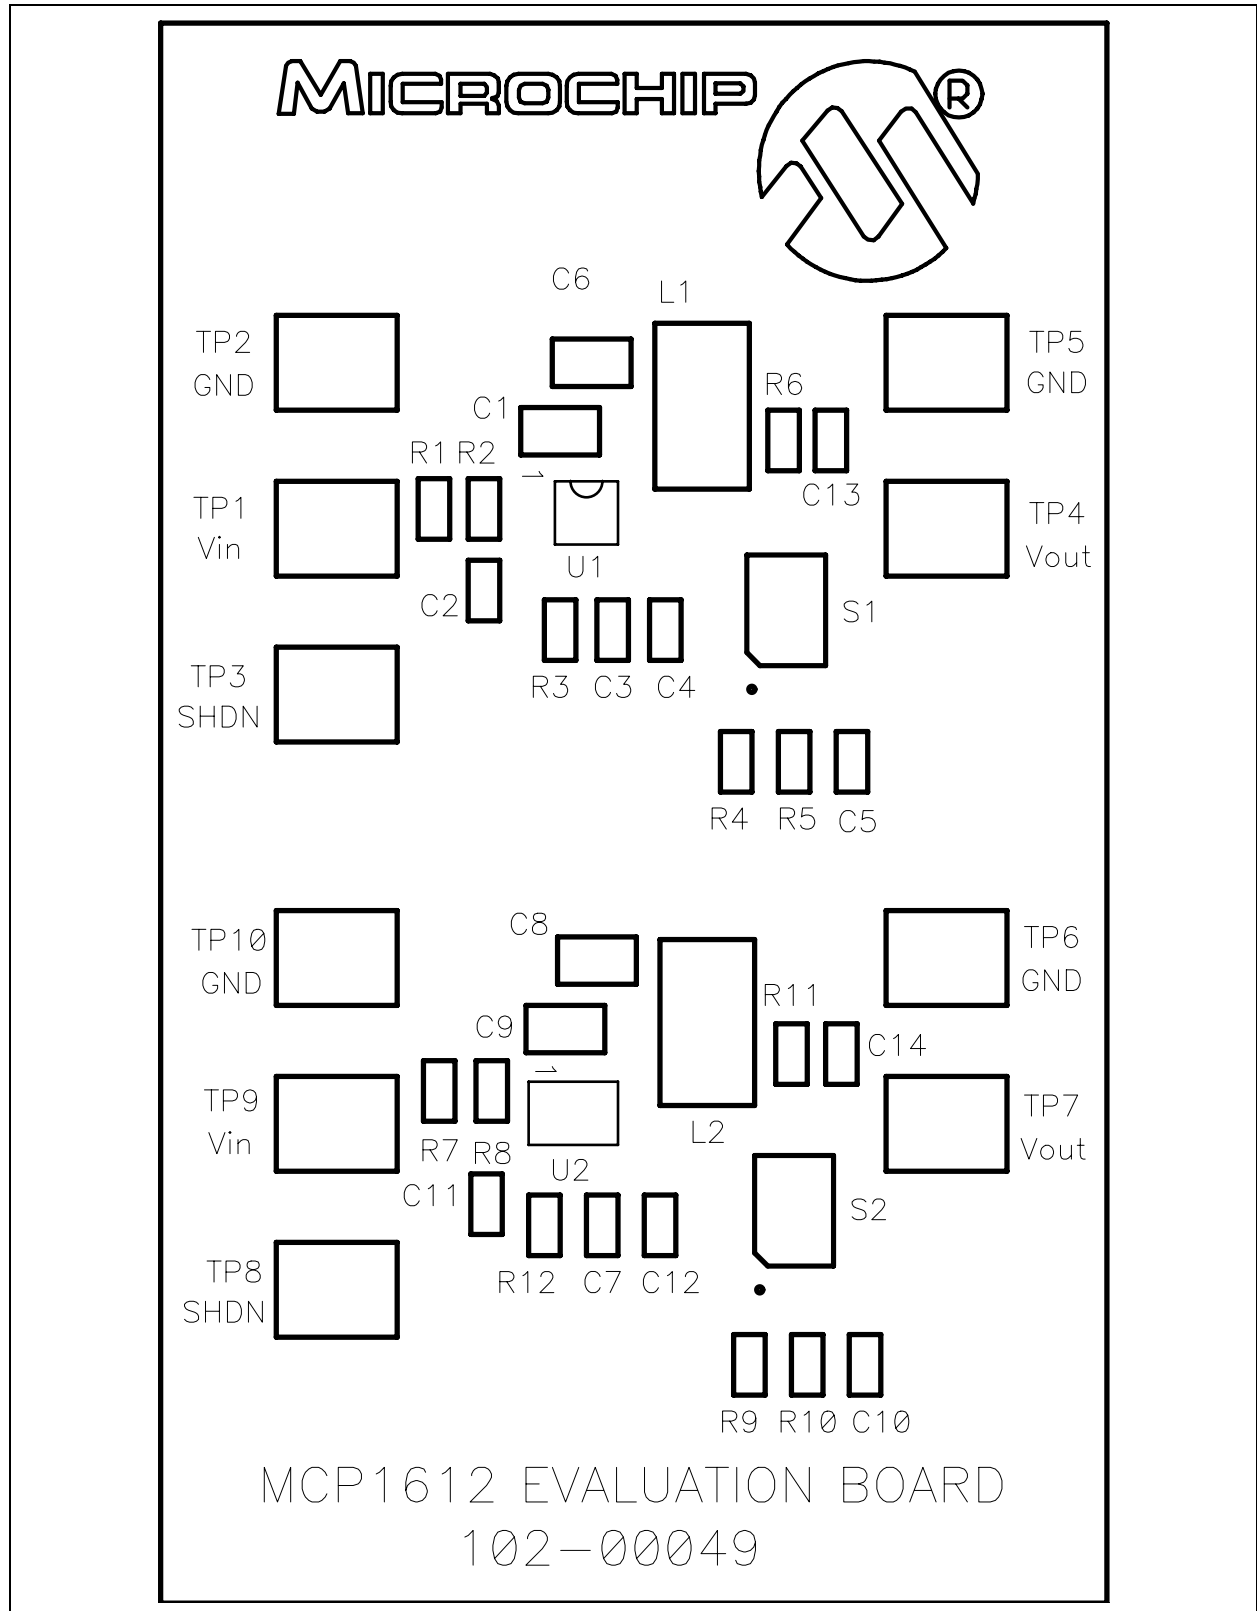 MICROCHIP ®
C6
L1
TP2
GND
TP5
GND
R6
C1
R1 R2
1
C13
TP1
Vin
TP4
Vout
U1
C2
S1
TP3
SHDN
R3 C3 C4
R4 R5 C5
C8
TP10
GND
TP6
GND
R11
C9
C14
1
TP9
Vin
TP7
Vout
L2
R7 R8
U2
C11
S2
TP8
SHDN
R12 C7 C12
R9 R10 C10
MCP1612 EVALUATION BOARD
102-00049